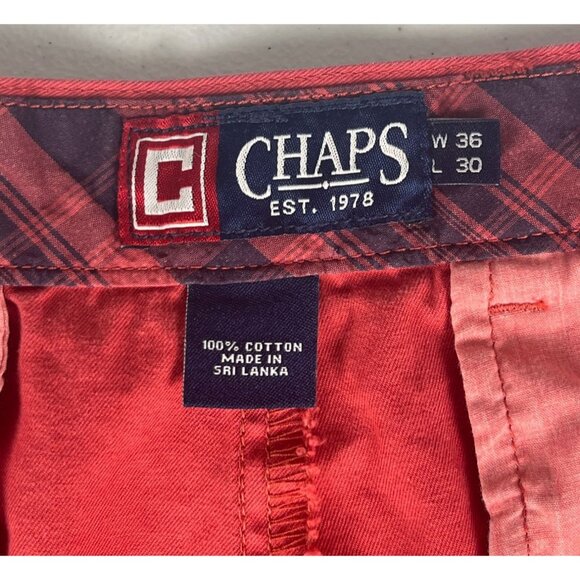 C CHAPS
EST. 1978
W 36
L 30
100% COTTON
MADE IN
SRI LANKA